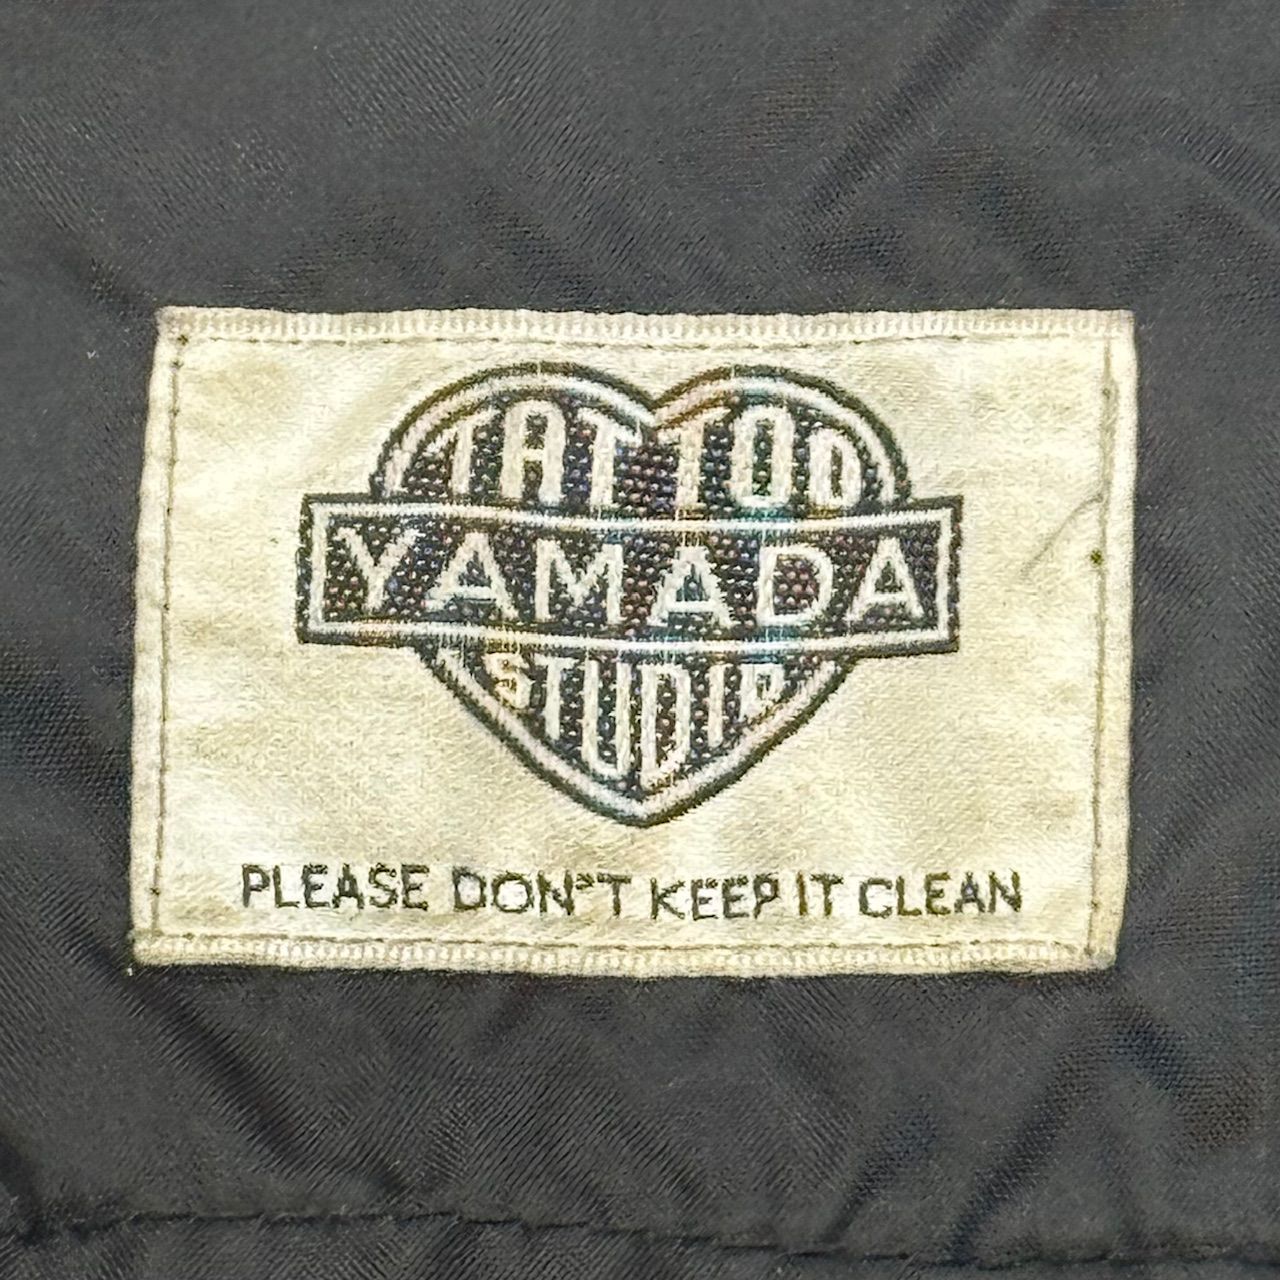 TATTOO
YAMADA
STUDIO
PLEASE DON'T KEEP IT CLEAN